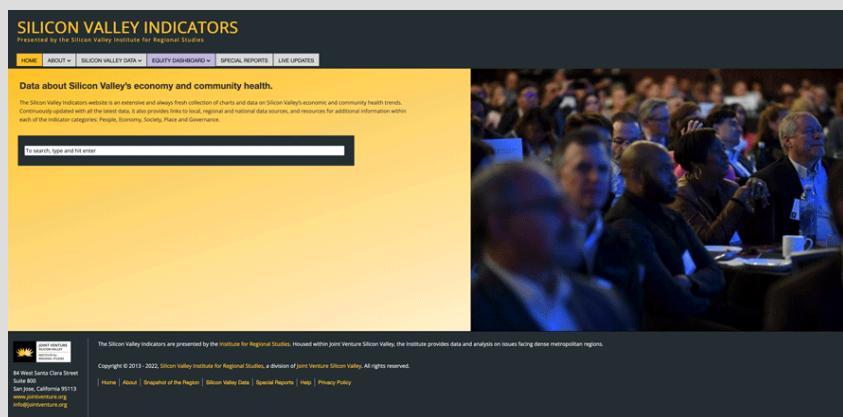 SILICON VALLEY INDICATORS
Presented by the Silicon Valley Institute for Regional Studies
HOME
ABOUT
SILICON VALLEY DATA
EQUITY DASHBOARD
SPECIAL REPORTS
LIVE UPDATES
Data about Silicon Valley's economy and community health.
The Silicon Valley Indicators website is an extensive and always fresh collection of charts and data on Silicon Valley's economic and community health trends.
Continuously updated with all the latest data, it also provides links to local, regional and national data sources, and resources for additional information within
each of the indicator categories: People, Economy, Society, Place and Governance.
To search, type and hit enter
JOINT VENTURE
SILICON VALLEY
INSTITUTE for
REGIONAL STUDIES
84 West Santa Clara Street
Suite 800
San Jose, California 95113
www.jointventure.org
info@jointventure.org
The Silicon Valley Indicators are presented by the Institute for Regional Studies. Housed within Joint Venture Silicon Valley, the Institute provides data and analysis on issues facing dense metropolitan regions.
Copyright © 2013 - 2022, Silicon Valley Institute for Regional Studies, a division of Joint Venture Silicon Valley. All rights reserved.
| Home | About | Snapshot of the Region | Silicon Valley Data | Special Reports | Help | Privacy Policy